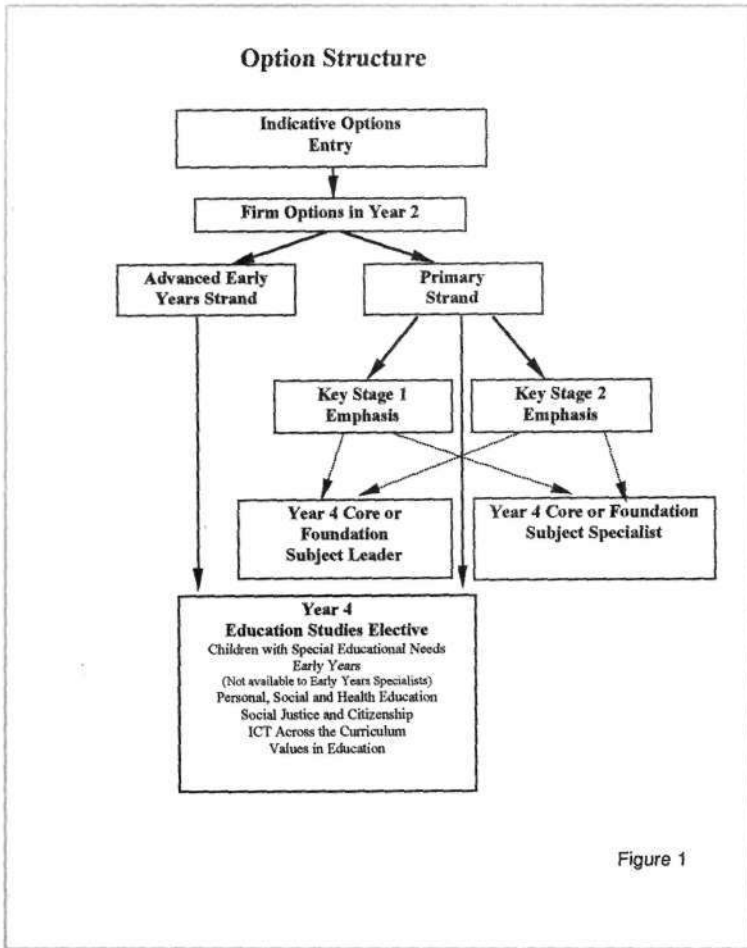 Option Structure
Indicative Options
Entry
Firm Options in Year 2
Advanced Early
Years Strand
Primary
Strand
Key Stage 1
Emphasis
Key Stage 2
Emphasis
Year 4 Core or
Foundation
Subject Leader
Year 4 Core or Foundation
Subject Specialist
Year 4
Education Studies Elective
Children with Special Educational Needs
Early Years
(Not available to Early Years Specialists)
Personal, Social and Health Education
Social Justice and Citizenship
ICT Across the Curriculum
Values in Education
Figure 1